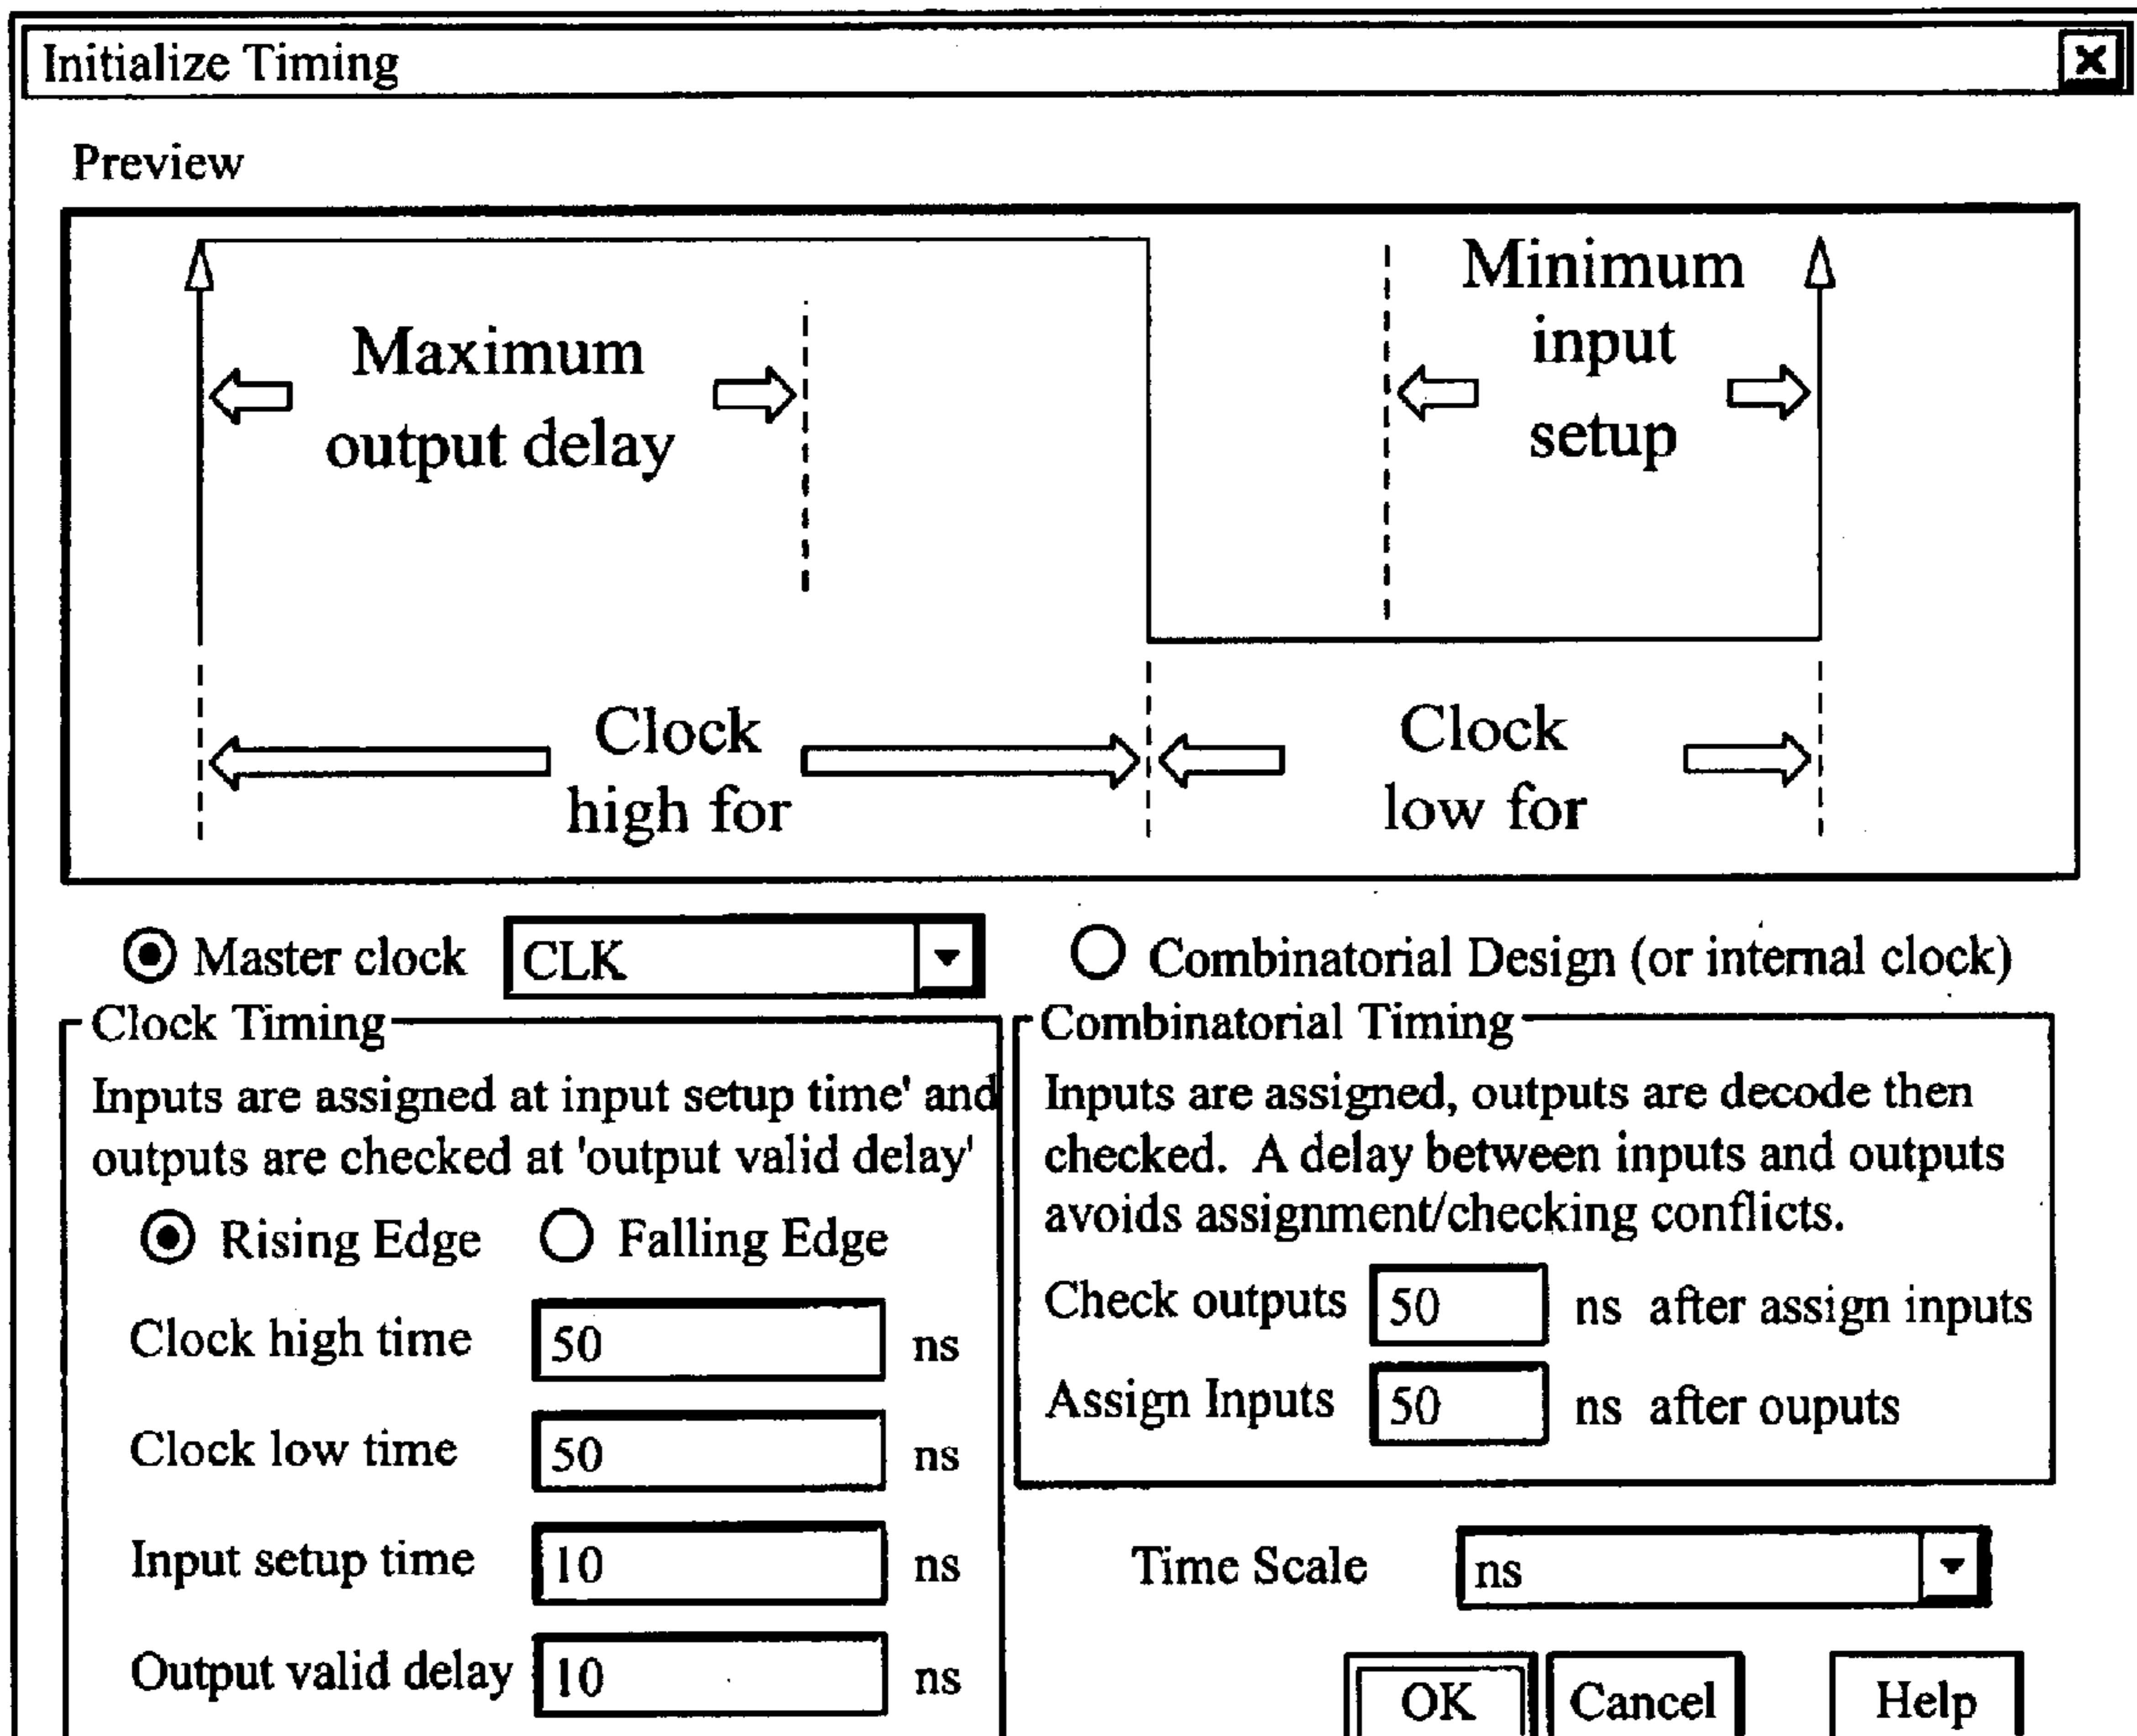 Initialize Timing
Preview
Maximum
output delay
Minimum
input
setup
Clock
high for
Clock
low for
Master clock CLK
Combinatorial Design (or internal clock)
Clock Timing
Inputs are assigned at input setup time' and
outputs are checked at 'output valid delay'
Rising Edge Falling Edge
Clock high time 50 ns
Clock low time 50 ns
Input setup time 10 ns
Output valid delay 10 ns
Combinatorial Timing
Inputs are assigned, outputs are decode then
checked. A delay between inputs and outputs
avoids assignment/checking conflicts.
Check outputs 50 ns after assign inputs
Assign Inputs 50 ns after ouputs
Time Scale ns
OK Cancel Help